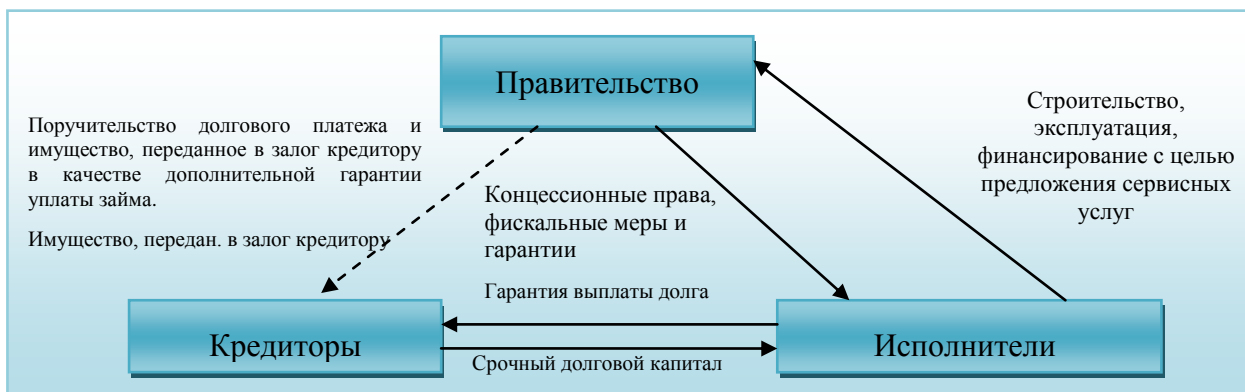 Правительство
Поручительство долгового платежа и
имущество, переданное в залог кредитору
в качестве дополнительной гарантии
уплаты займа.
Имущество, передан. в залог кредитору
Концессионные права,
фискальные меры и
гарантии
Гарантия выплаты долга
Строительство,
эксплуатация,
финансирование с целью
предложения сервисных
услуг
Кредиторы
Срочный долговой капитал
Исполнители